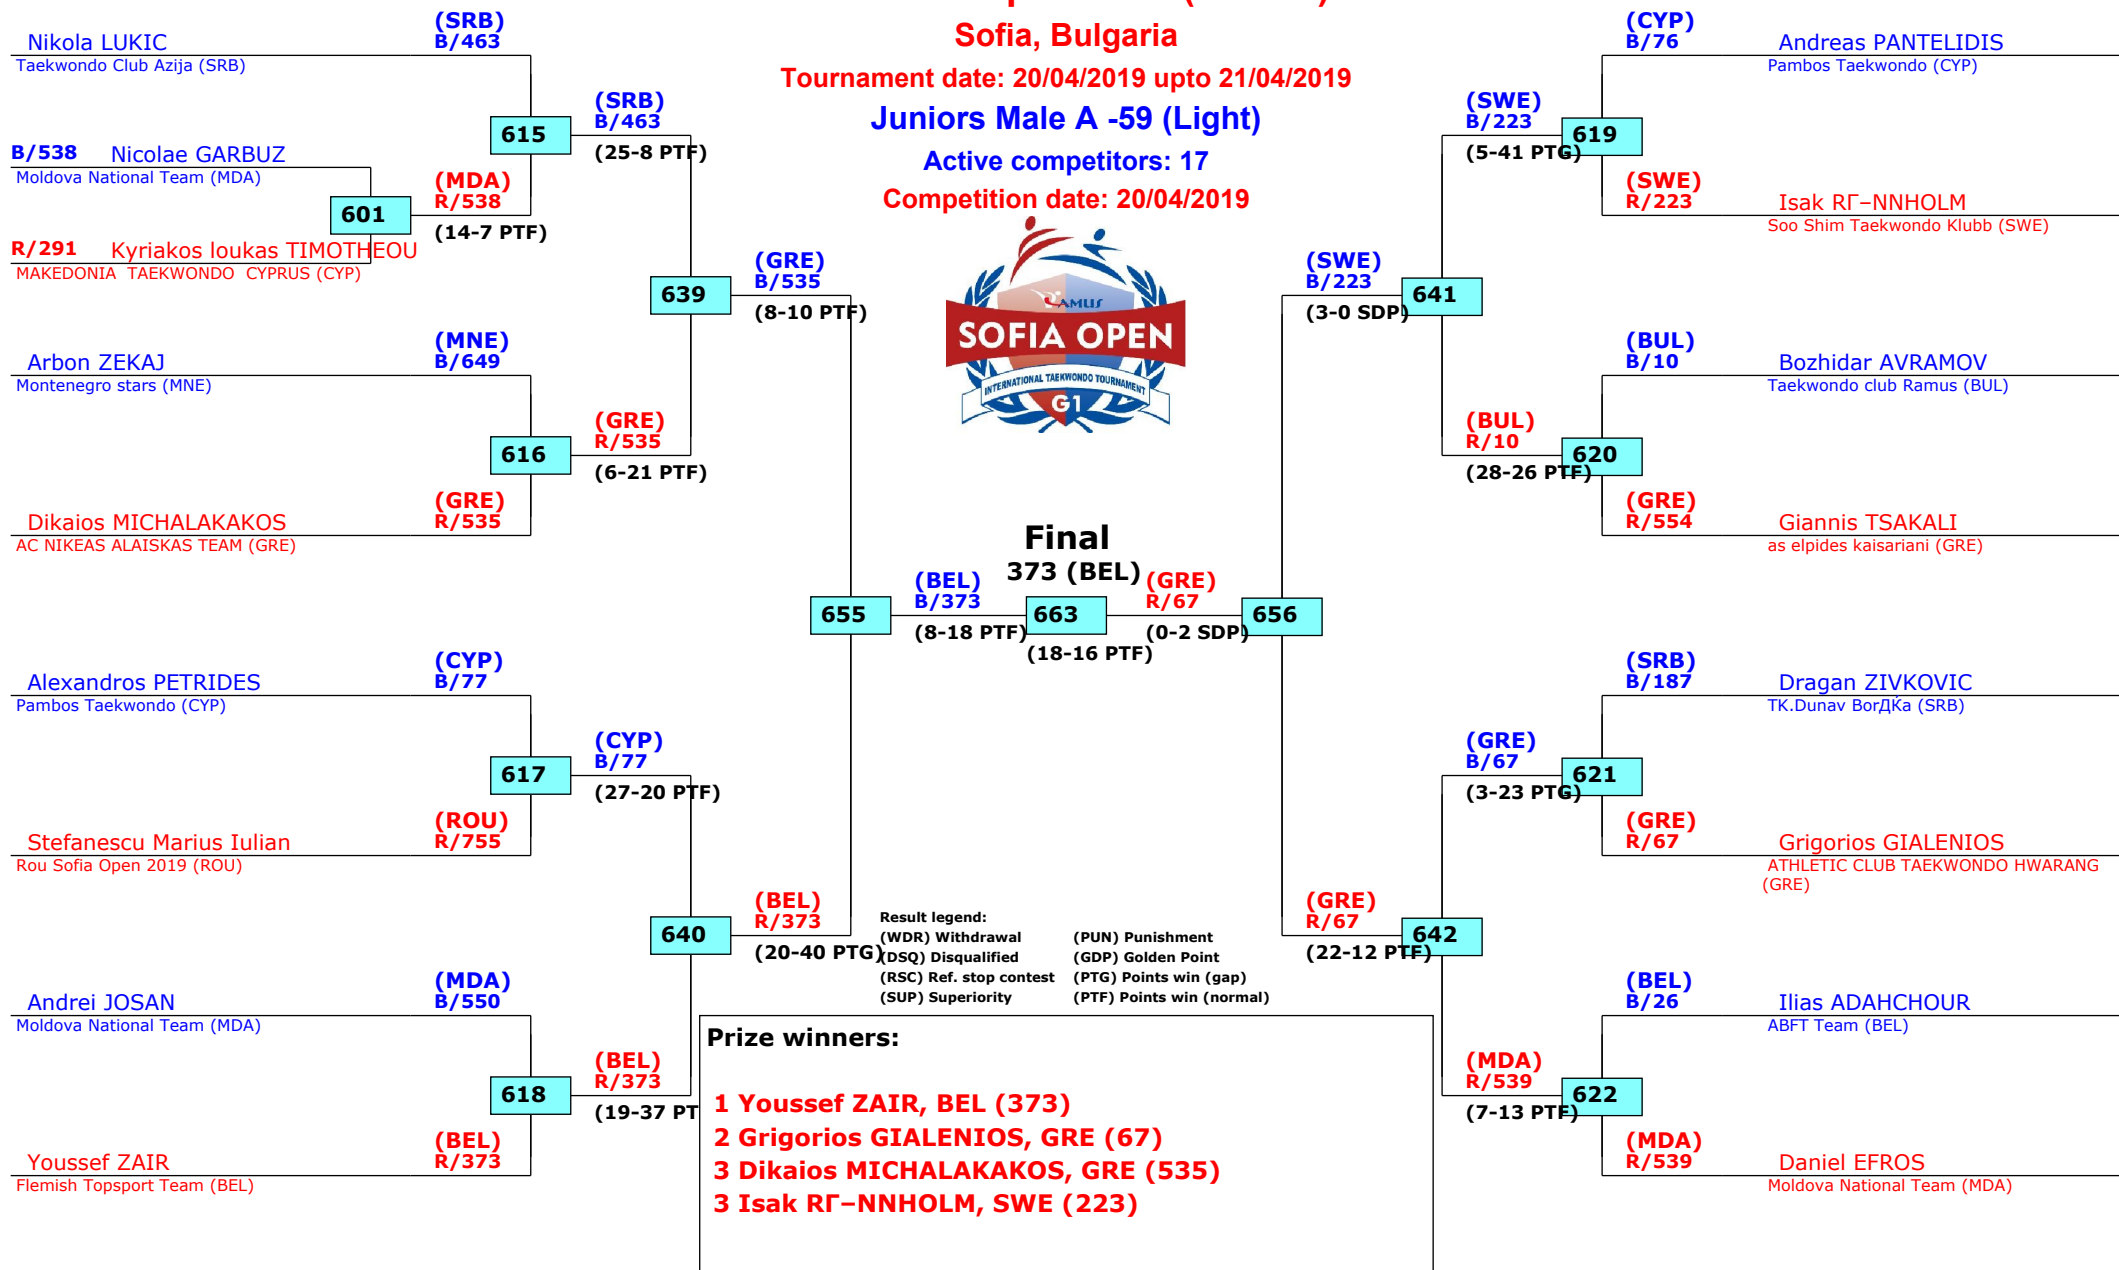 Sofia, Bulgaria
Tournament date: 20/04/2019 upto 21/04/2019
Juniors Male A -59 (Light)
Active competitors: 17
Competition date: 20/04/2019
RAMUS
SOFIA OPEN
INTERNATIONAL TAEKWONDO TOURNAMENT
G1
(SRB)
Nikola LUKIC B/463
Taekwondo Club Azija (SRB)
(SRB)
B/463
615
(25-8 PTF)
B/538 Nicolae GARBUZ
Moldova National Team (MDA)
(MDA)
R/538
601
(14-7 PTF)
R/291 Kyriakos loukas TIMOTHEOU
MAKEDONIA TAEKWONDO CYPRUS (CYP)
(GRE)
B/535
639
(8-10 PTF)
(MNE)
Arbon ZEKAJ B/649
Montenegro stars (MNE)
(GRE)
R/535
616
(6-21 PTF)
(GRE)
Dikaios MICHALAKAKOS R/535
AC NIKEAS ALAISKAS TEAM (GRE)
655
(BEL)
B/373
(8-18 PTF)
(CYP)
Alexandros PETRIDES B/77
Pambos Taekwondo (CYP)
(CYP)
B/77
617
(27-20 PTF)
(ROU)
Stefanescu Marius Iulian R/755
Rou Sofia Open 2019 (ROU)
(BEL)
R/373
640
(20-40 PTG)
(MDA)
Andrei JOSAN B/550
Moldova National Team (MDA)
(BEL)
R/373
618
(19-37 PT
(BEL)
Youssef ZAIR R/373
Flemish Topsport Team (BEL)
Final
373 (BEL)
663
(18-16 PTF)
(GRE)
R/67
656
(0-2 SDP)
(CYP)
B/76 Andreas PANTELIDIS
Pambos Taekwondo (CYP)
(SWE)
B/223
619
(5-41 PTG)
(SWE)
R/223 Isak RГ–NNHOLM
Soo Shim Taekwondo Klubb (SWE)
(SWE)
B/223
641
(3-0 SDP)
(BUL)
B/10 Bozhidar AVRAMOV
Taekwondo club Ramus (BUL)
(BUL)
R/10
620
(28-26 PTF)
(GRE)
R/554 Giannis TSAKALI
as elpides kaisariani (GRE)
(SRB)
B/187 Dragan ZIVKOVIC
TK.Dunav BorДЌa (SRB)
(GRE)
B/67
621
(3-23 PTG)
(GRE)
R/67 Grigorios GIALENIOS
ATHLETIC CLUB TAEKWONDO HWARANG
(GRE)
(GRE)
R/67
642
(22-12 PTF)
(BEL)
B/26 Ilias ADAHCHOUR
ABFT Team (BEL)
(MDA)
R/539
622
(7-13 PTF)
(MDA)
R/539 Daniel EFROS
Moldova National Team (MDA)
Result legend:
(WDR) Withdrawal (PUN) Punishment
(DSQ) Disqualified (GDP) Golden Point
(RSC) Ref. stop contest (PTG) Points win (gap)
(SUP) Superiority (PTF) Points win (normal)
Prize winners:
1 Youssef ZAIR, BEL (373)
2 Grigorios GIALENIOS, GRE (67)
3 Dikaios MICHALAKAKOS, GRE (535)
3 Isak RГ–NNHOLM, SWE (223)